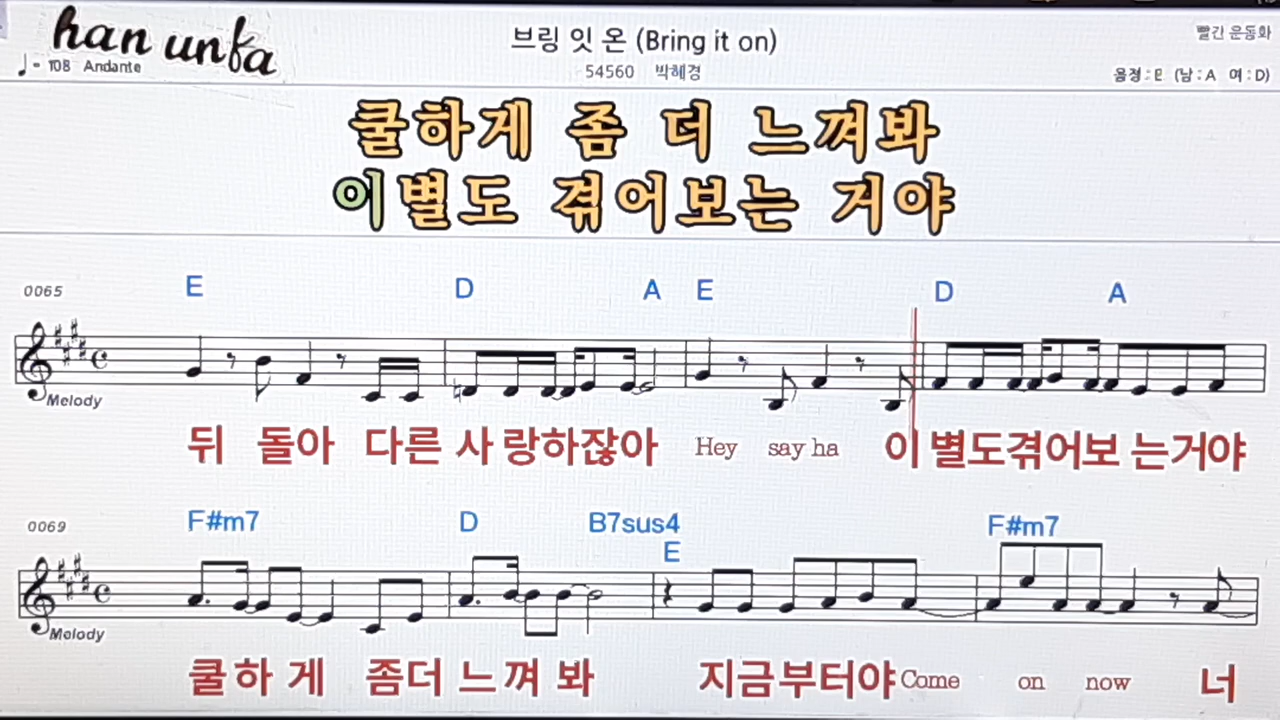 han unfa
브링 잇 온 (Bring it on)
빨간 운동화
♩= 108 Andante
54560 박혜경
음정:E (남:A 여:D)
쿨하게 좀 더 느껴봐
이별도 겪어보는 거야
0065
E D A E D A
Melody
뒤 돌아 다른 사 랑하잖아 Hey say ha 이 별도겪어보 는거야
0069
F#m7 D B7sus4 E F#m7
Melody
쿨하 게 좀더 느껴 봐 지금부터야 Come on now 너